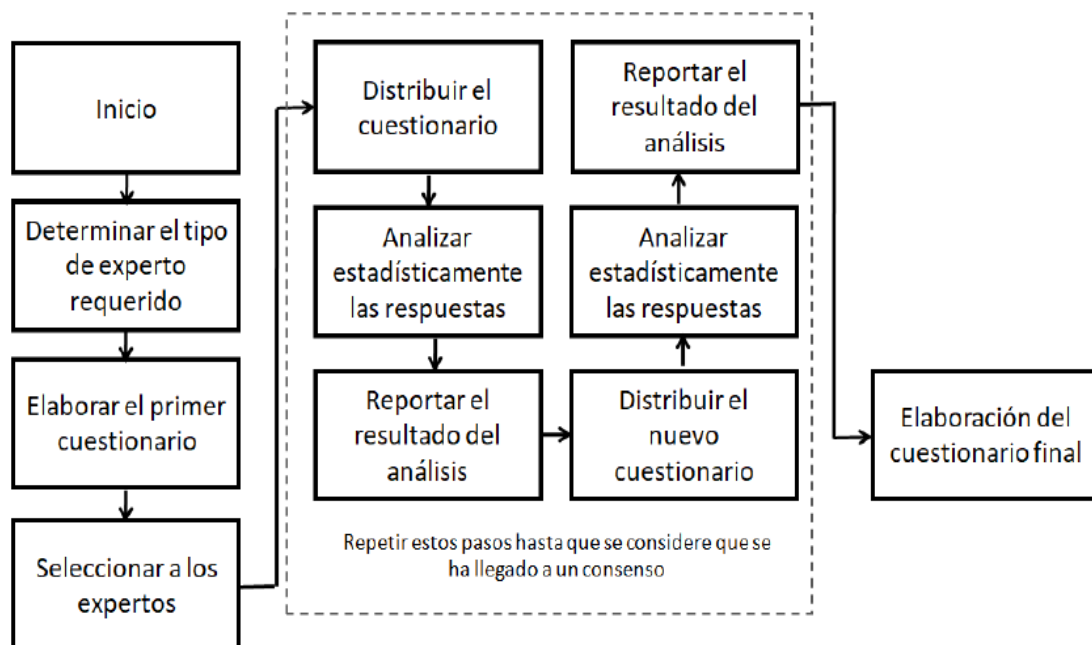 Inicio
Determinar el tipo
de experto
requerido
Elaborar el primer
cuestionario
Seleccionar a los
expertos
Distribuir el
cuestionario
Analizar
estadísticamente
las respuestas
Reportar el
resultado del
análisis
Distribuir el
nuevo
cuestionario
Analizar
estadísticamente
las respuestas
Reportar el
resultado del
análisis
Repetir estos pasos hasta que se considere que se
ha llegado a un consenso
Elaboración del
cuestionario final